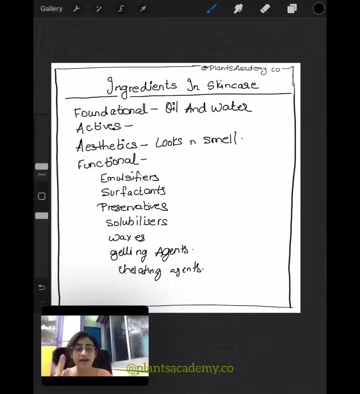 Gallery
@PlantsAcademy.co
Ingredients In Skincare
Foundational - Oil And Water
Actives -
Aesthetics - Looks n smell.
Functional -
Emulsifiers
Surfactants
Preservatives
Solubilisers
waxes
gelling Agents.
chelating agents.
@plantsacademy.co